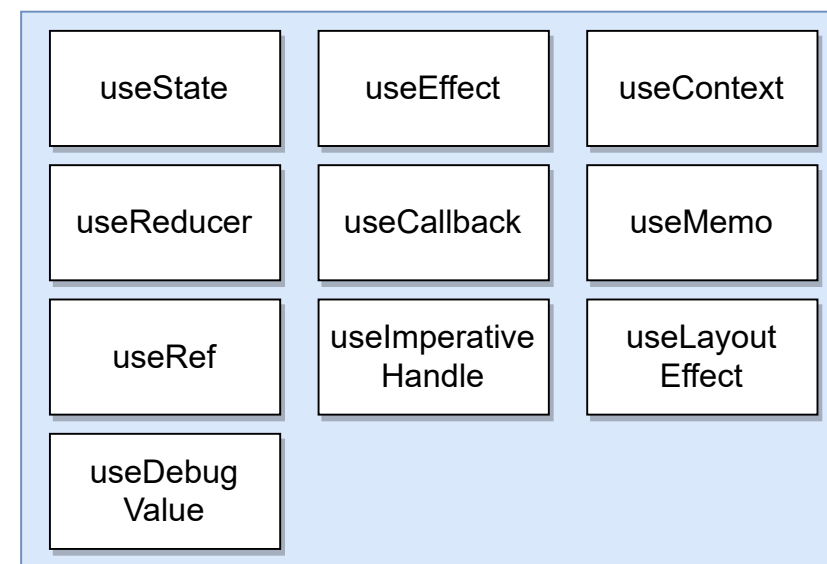 useState
useEffect
useContext
useReducer
useCallback
useMemo
useRef
useImperative
Handle
useLayout
Effect
useDebug
Value